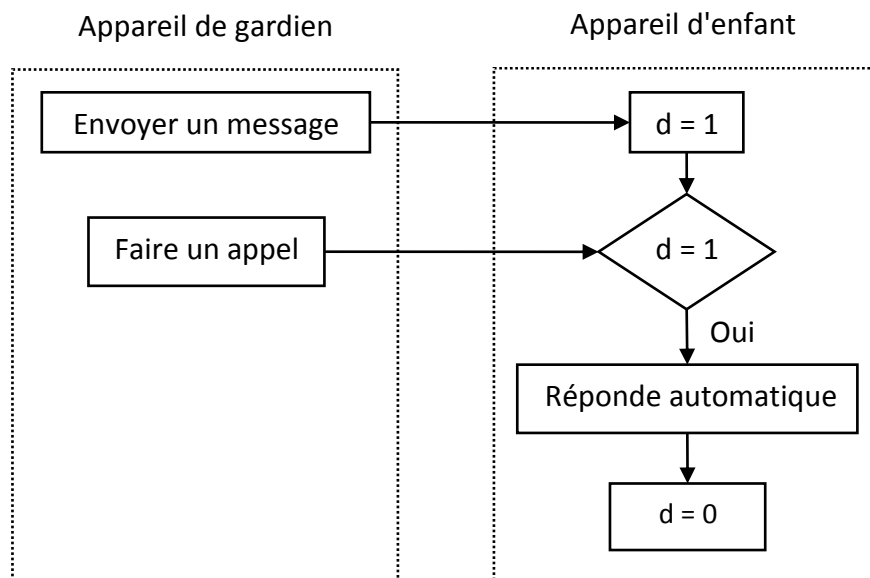 Appareil de gardien
Appareil d'enfant
Envoyer un message
d = 1
Faire un appel
d = 1
Oui
Réponde automatique
d = 0